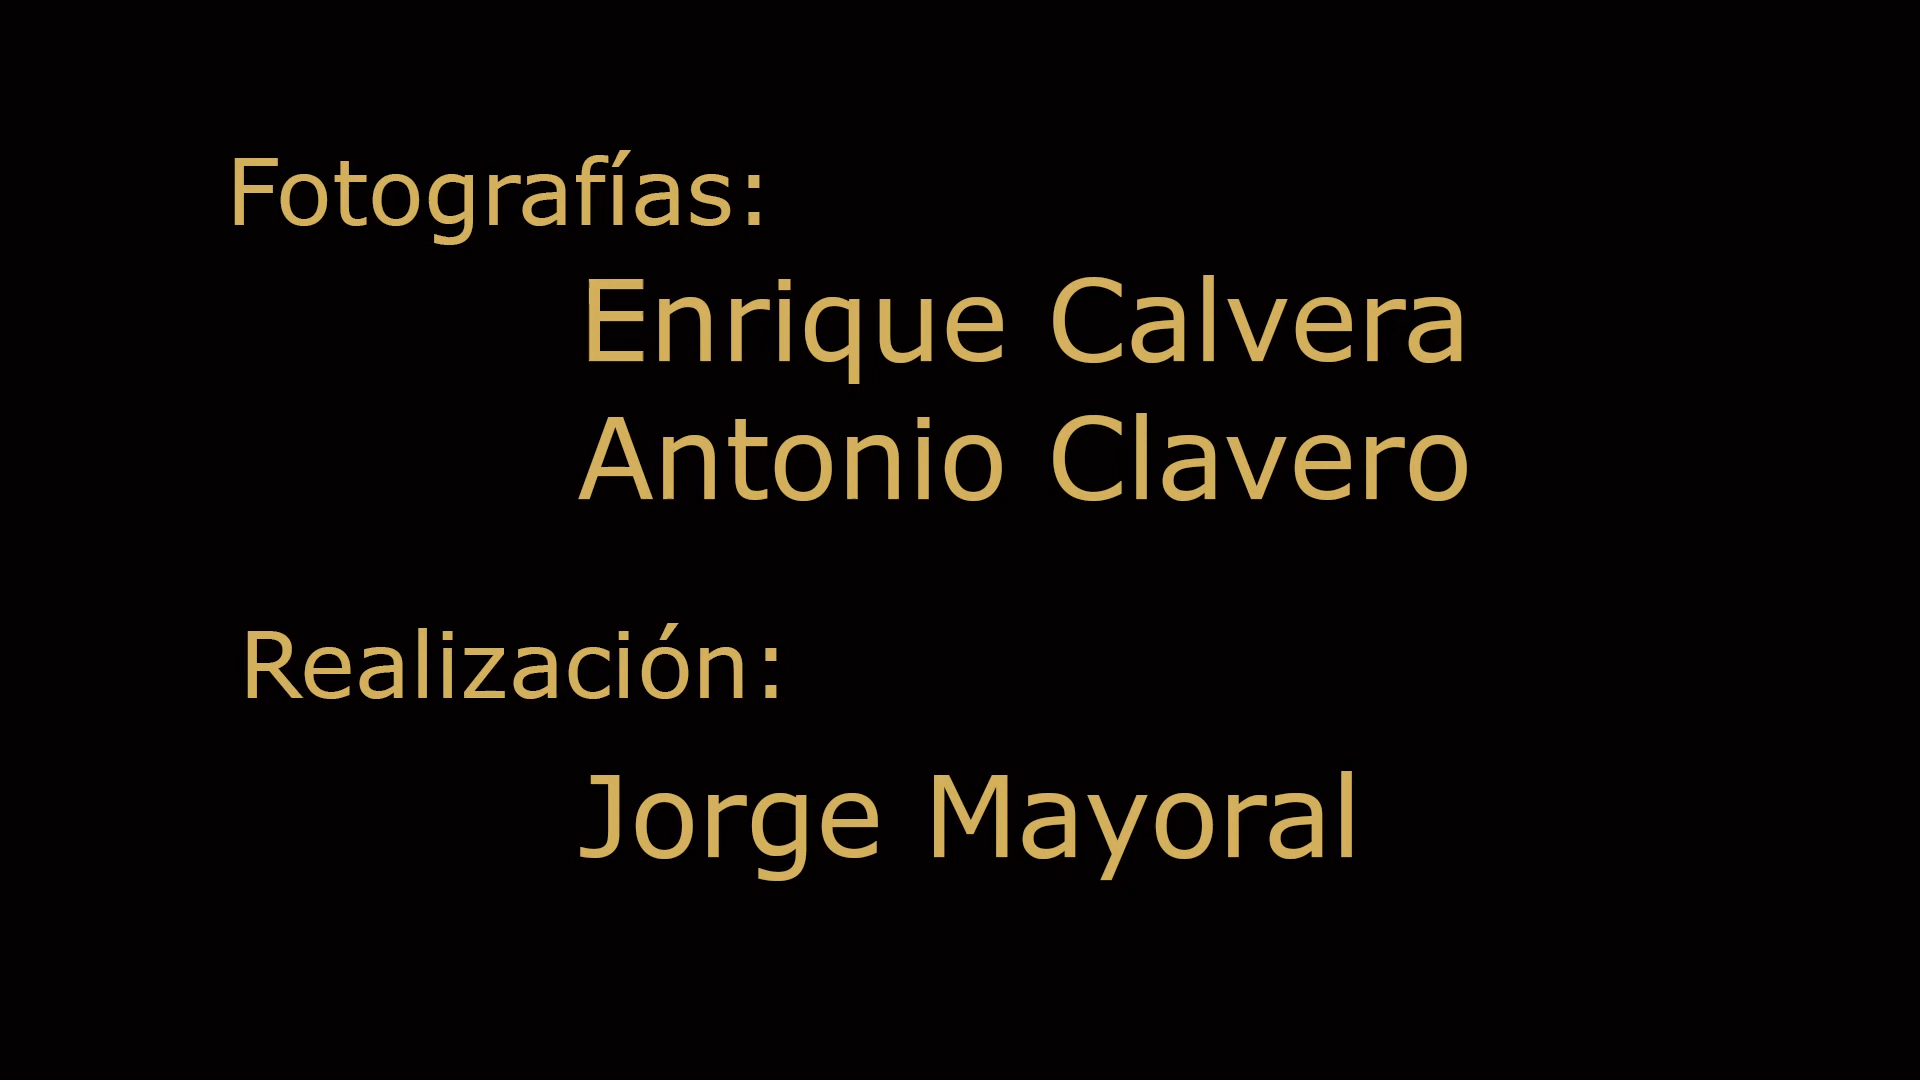 Fotografías:
Enrique Calvera
Antonio Clavero
Realización:
Jorge Mayoral